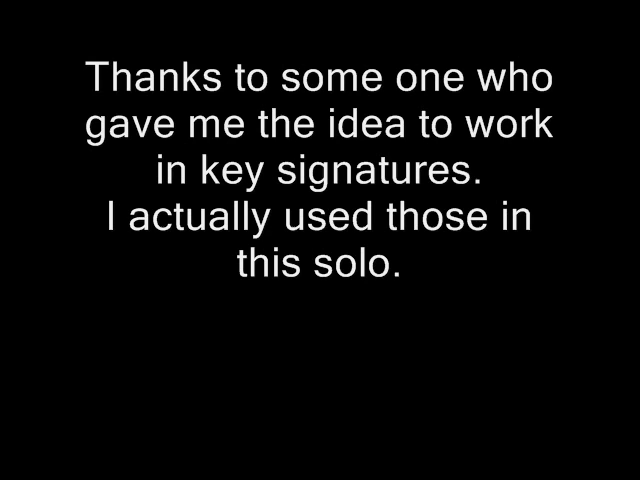 Thanks to some one who
gave me the idea to work
in key signatures.
I actually used those in
this solo.